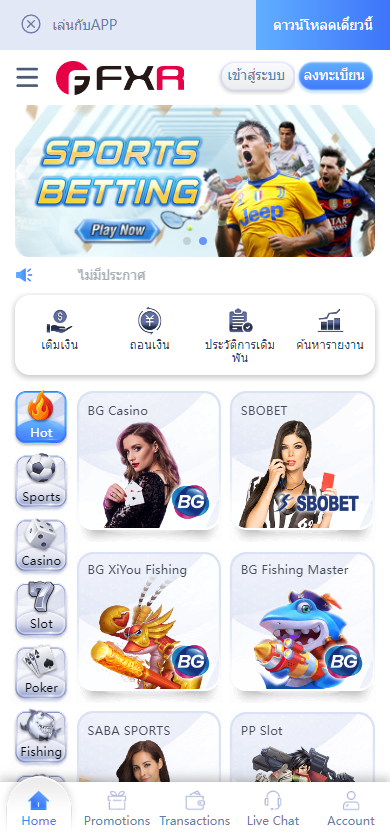 เล่นกับAPP
ดาวน์โหลดเดี๋ยวนี้
GFXR
เข้าสู่ระบบ
ลงทะเบียน
SPORTS
BETTING
Play Now
Jeep
ไม่มีประกาศ
เติมเงิน
ถอนเงิน
ประวัติการเดิม
พัน
ค้นหารายงาน
Hot
Sports
Casino
Slot
Poker
Fishing
BG Casino
BG
SBOBET
SBOBET
BG XiYou Fishing
BG
BG Fishing Master
BG
SABA SPORTS
PP Slot
Home
Promotions
Transactions
Live Chat
Account